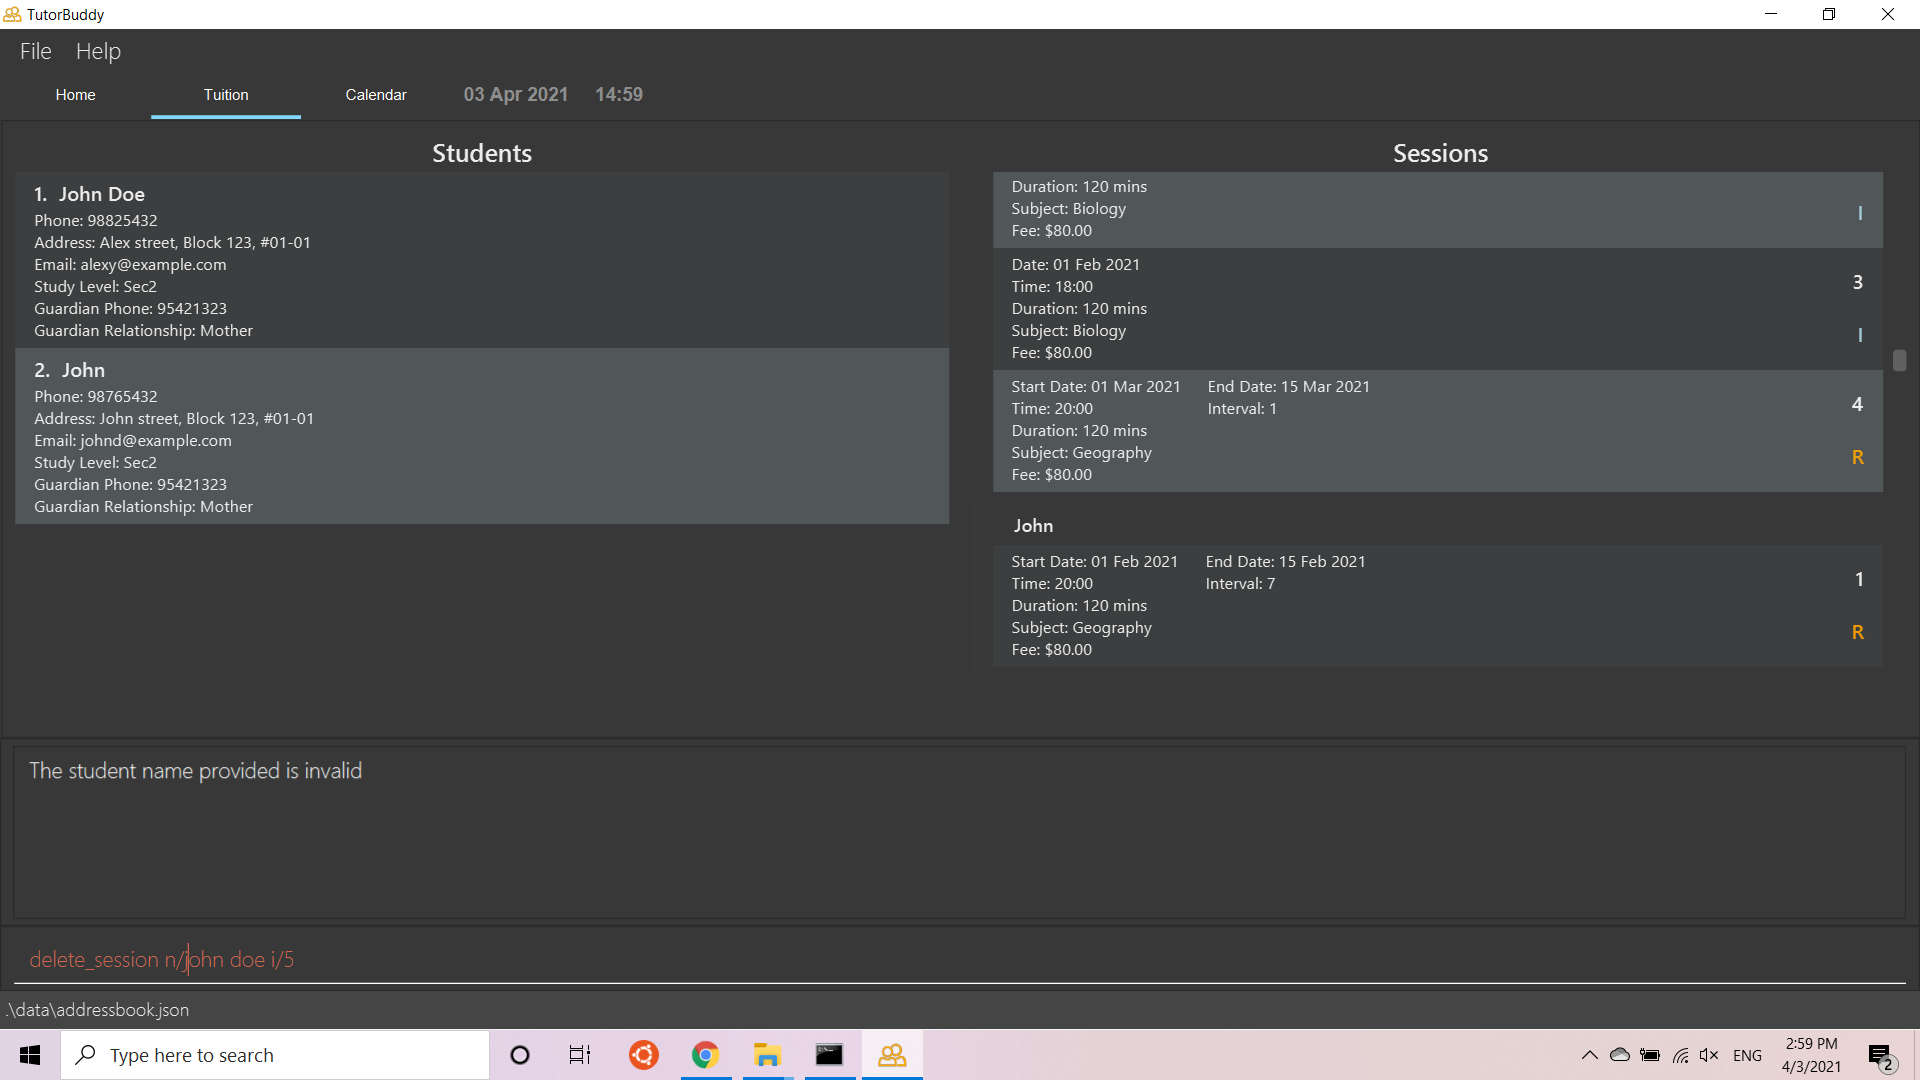 TutorBuddy
File Help
Home Tuition Calendar 03 Apr 2021 14:59
Students
1. John Doe
Phone: 98825432
Address: Alex street, Block 123, #01-01
Email: alexy@example.com
Study Level: Sec2
Guardian Phone: 95421323
Guardian Relationship: Mother
2. John
Phone: 98765432
Address: John street, Block 123, #01-01
Email: johnd@example.com
Study Level: Sec2
Guardian Phone: 95421323
Guardian Relationship: Mother
Sessions
Duration: 120 mins
Subject: Biology
I
Fee: $80.00
Date: 01 Feb 2021
3
Time: 18:00
Duration: 120 mins
Subject: Biology
I
Fee: $80.00
Start Date: 01 Mar 2021 End Date: 15 Mar 2021
4
Time: 20:00 Interval: 1
Duration: 120 mins
Subject: Geography
R
Fee: $80.00
John
Start Date: 01 Feb 2021 End Date: 15 Feb 2021
1
Time: 20:00 Interval: 7
Duration: 120 mins
Subject: Geography
R
Fee: $80.00
The student name provided is invalid
delete_session n/john doe i/5
.\data\addressbook.json
Type here to search
ENG
2:59 PM
4/3/2021
2